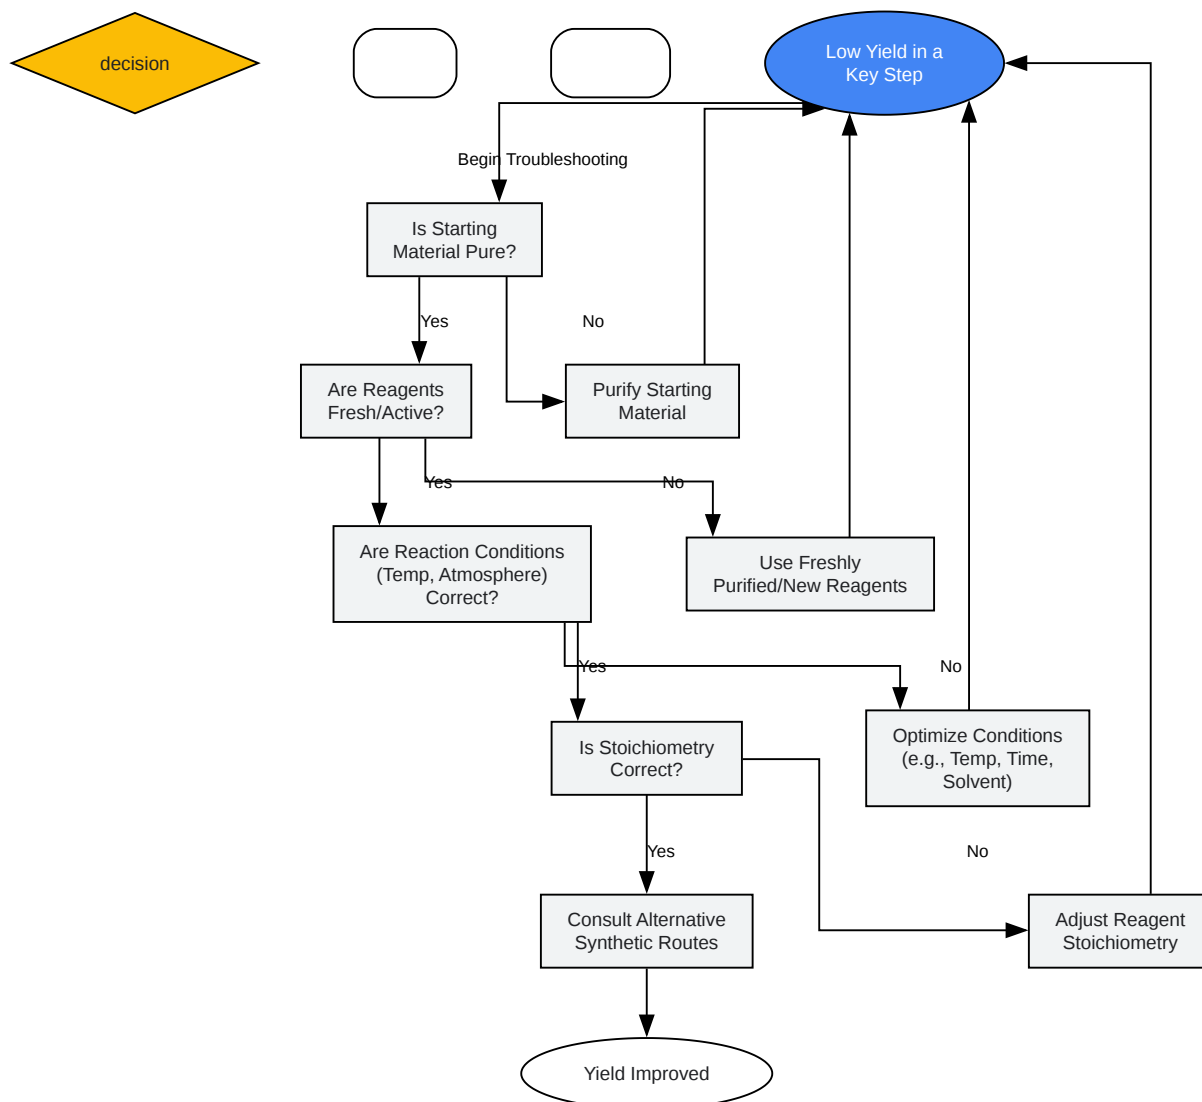 decision
Low Yield in a
Key Step
Begin Troubleshooting
Is Starting
Material Pure?
Yes
No
Are Reagents
Fresh/Active?
Purify Starting
Material
Yes
No
Are Reaction Conditions
(Temp, Atmosphere)
Correct?
Use Freshly
Purified/New Reagents
Yes
No
Is Stoichiometry
Correct?
Optimize Conditions
(e.g., Temp, Time,
Solvent)
Yes
No
Consult Alternative
Synthetic Routes
Adjust Reagent
Stoichiometry
Yield Improved